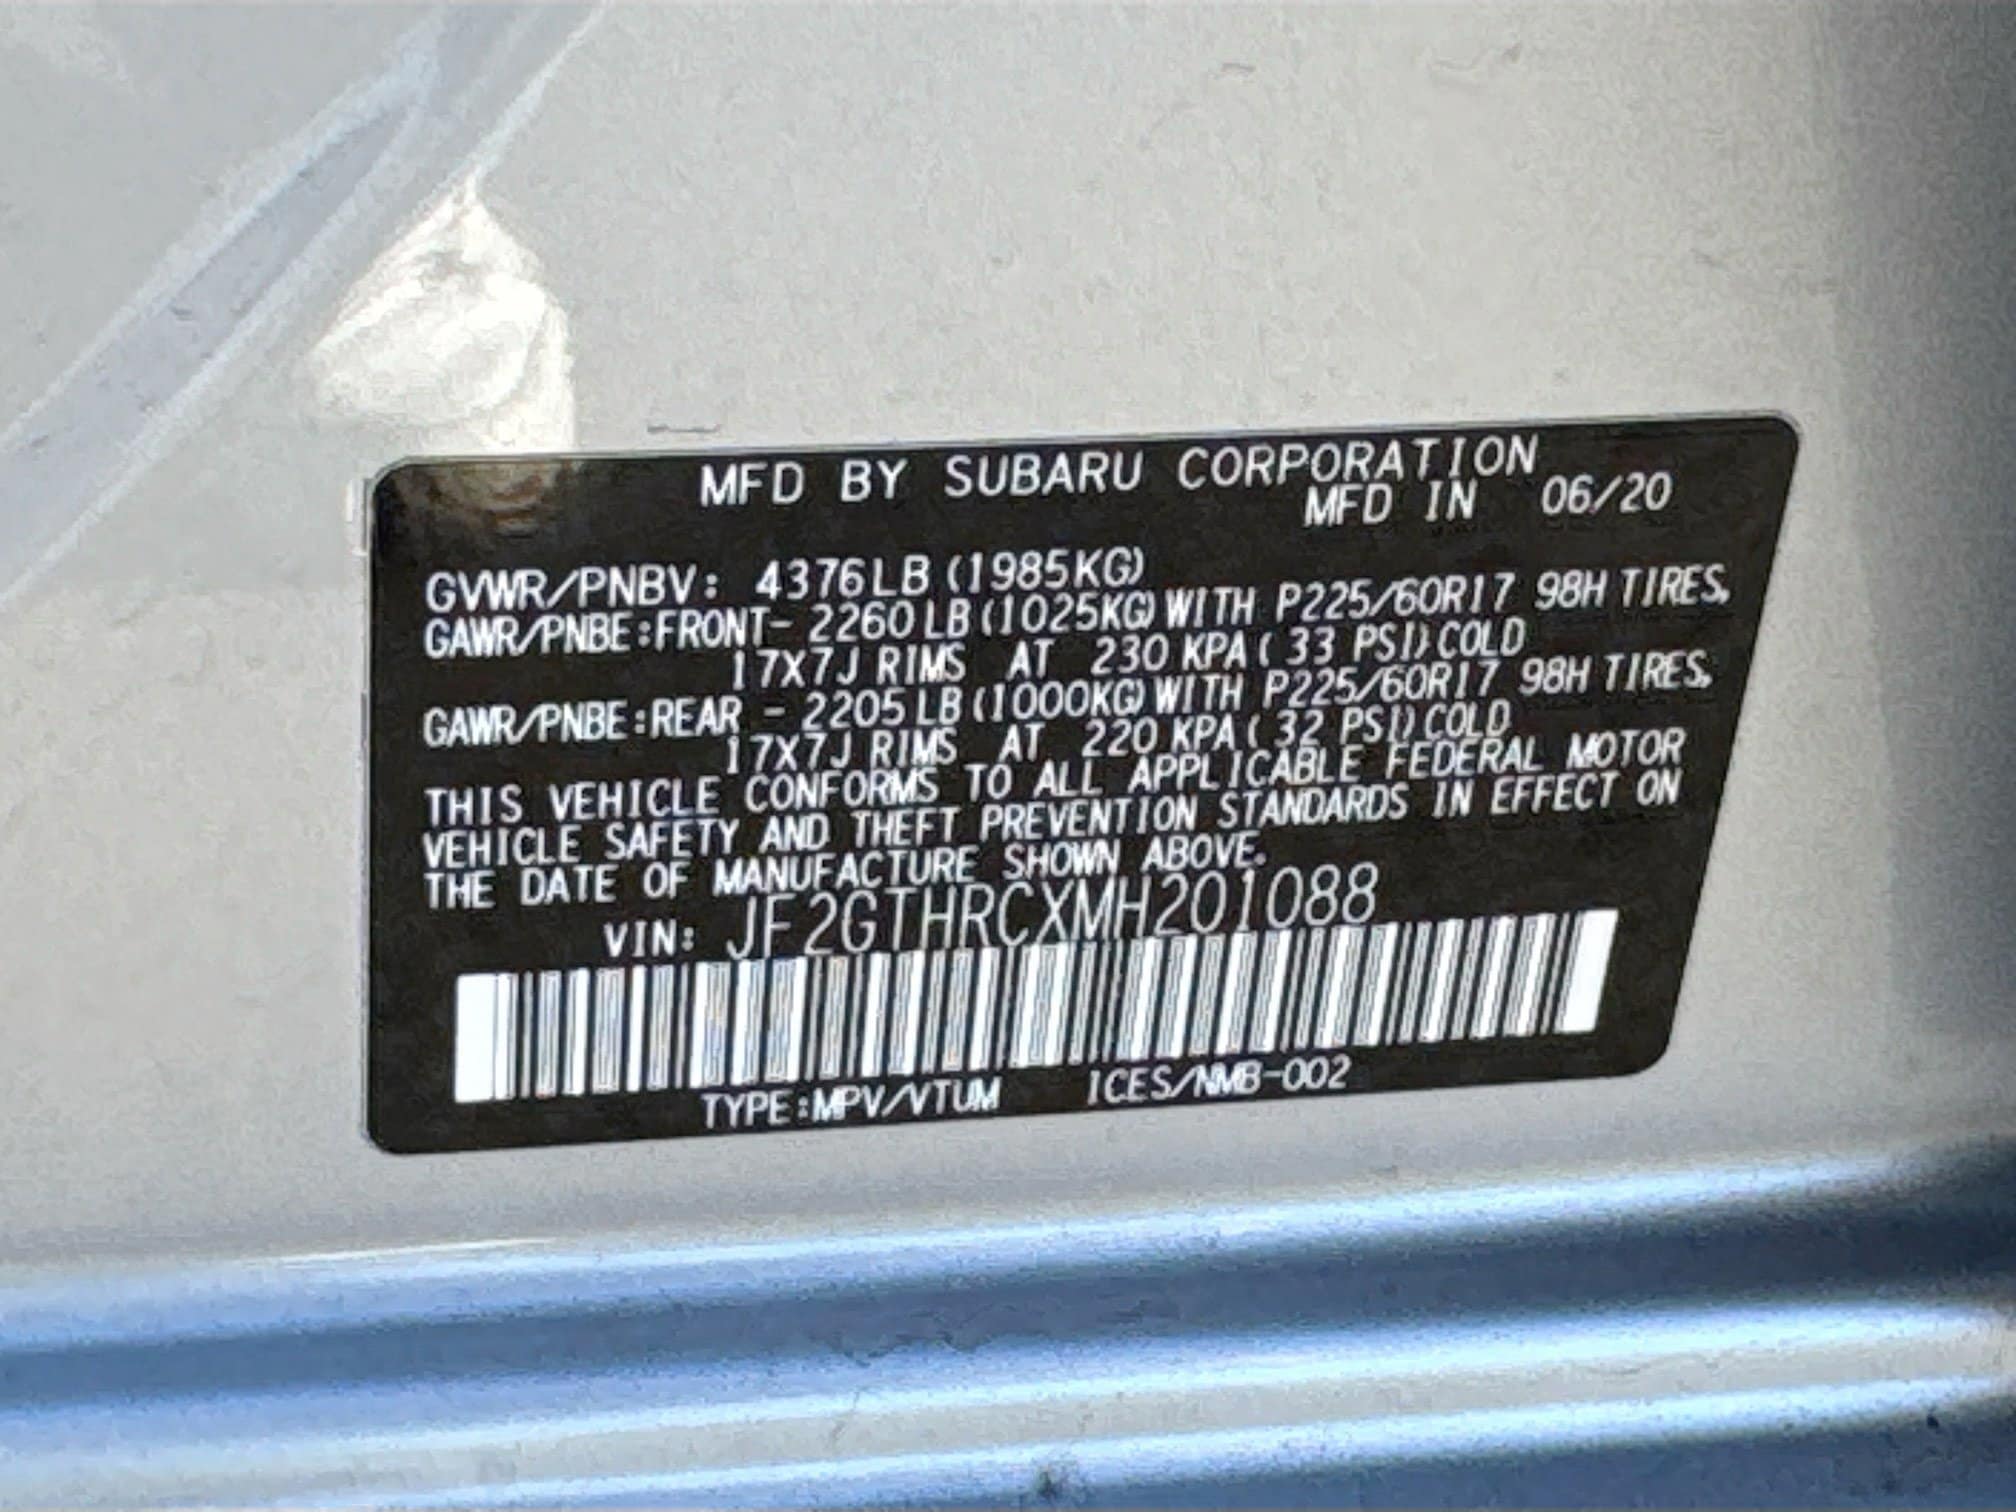 MFD BY SUBARU CORPORATION
MFD IN 06/20
GVWR/PNBV: 4376LB (1985KG)
GAWR/PNBE:FRONT- 2260LB (1025KG) WITH P225/60R17 98H TIRES,
17X7J RIMS AT 230 KPA ( 33 PSI) COLD
GAWR/PNBE:REAR - 2205LB (1000KG) WITH P225/60R17 98H TIRES,
17X7J RIMS AT 220 KPA ( 32 PSI) COLD
THIS VEHICLE CONFORMS TO ALL APPLICABLE FEDERAL MOTOR
VEHICLE SAFETY AND THEFT PREVENTION STANDARDS IN EFFECT ON
THE DATE OF MANUFACTURE SHOWN ABOVE.
VIN: JF2GTHRCXMH201088
TYPE:MPV/VTUM ICES/NMB-002